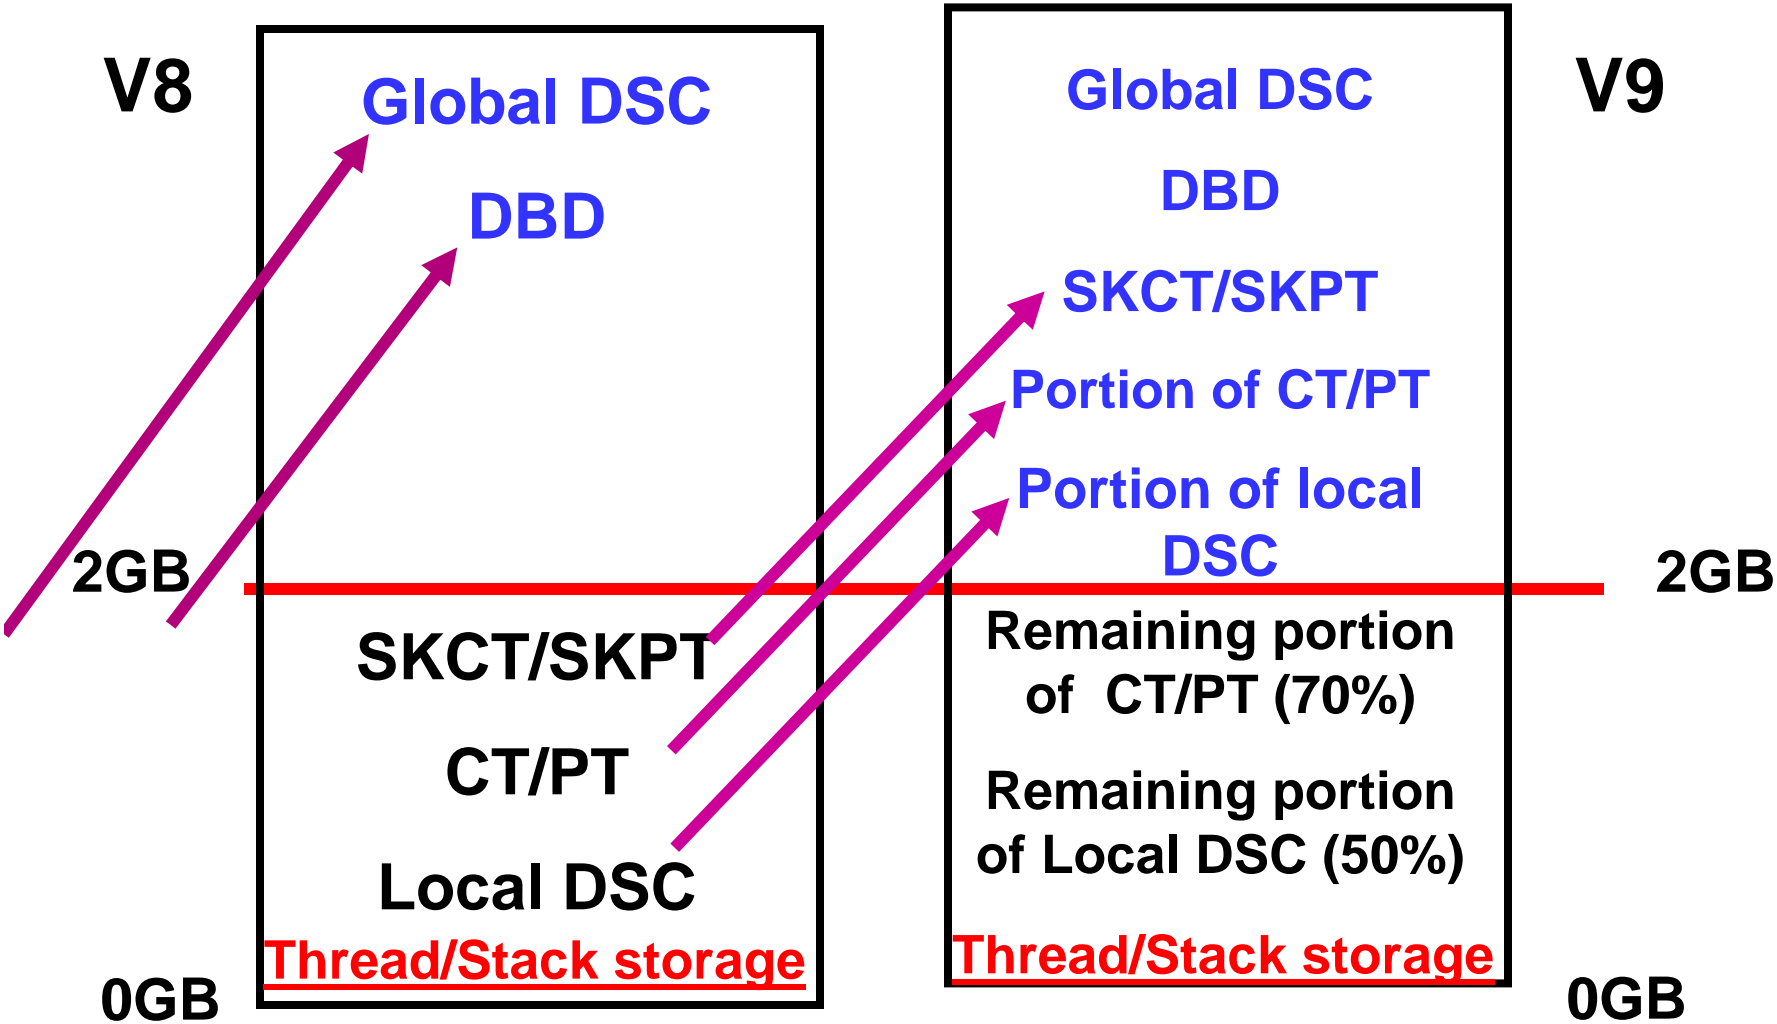 V8
Global DSC
DBD
2GB
SKCT/SKPT
CT/PT
Local DSC
Thread/Stack storage
0GB
V9
Global DSC
DBD
SKCT/SKPT
Portion of CT/PT
Portion of local
DSC
2GB
Remaining portion
of CT/PT (70%)
Remaining portion
of Local DSC (50%)
Thread/Stack storage
0GB